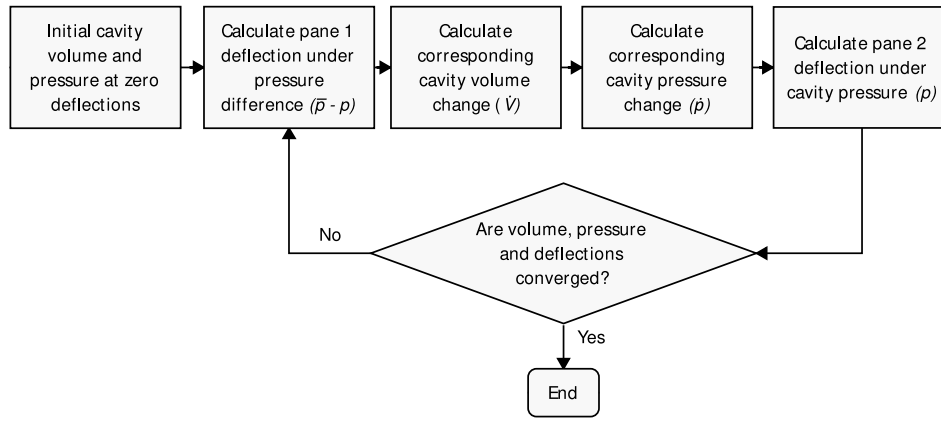 Initial cavity
volume and
pressure at zero
deflections
Calculate pane 1
deflection under
pressure
difference (p̅ - p)
Calculate
corresponding
cavity volume
change ( V̇)
Calculate
corresponding
cavity pressure
change (ṗ)
Calculate pane 2
deflection under
cavity pressure (p)
No
Are volume, pressure
and deflections
converged?
Yes
End